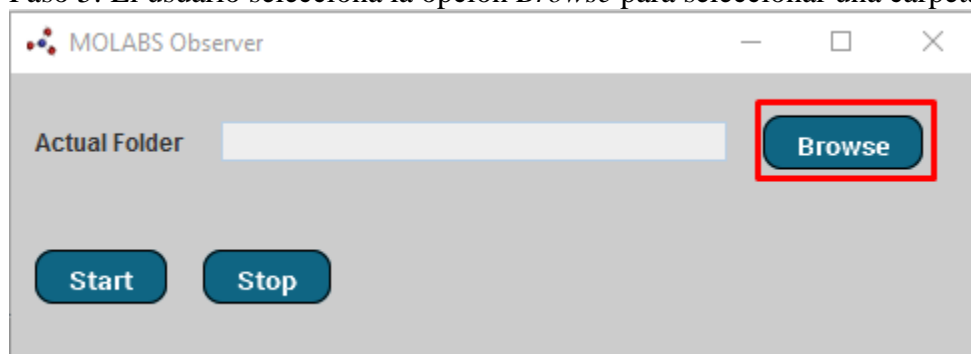 Paso 3: El usuario selecciona la opción Browse para seleccionar una carpeta
MOLABS Observer
Actual Folder Browse
Start Stop